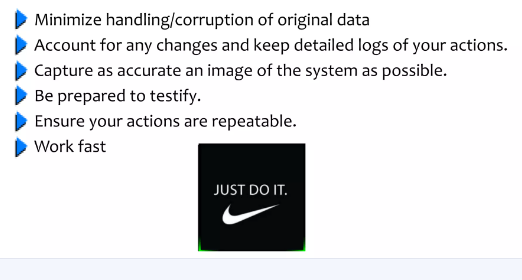 Minimize handling/corruption of original data
Account for any changes and keep detailed logs of your actions.
Capture as accurate an image of the system as possible.
Be prepared to testify.
Ensure your actions are repeatable.
Work fast
JUST DO IT.